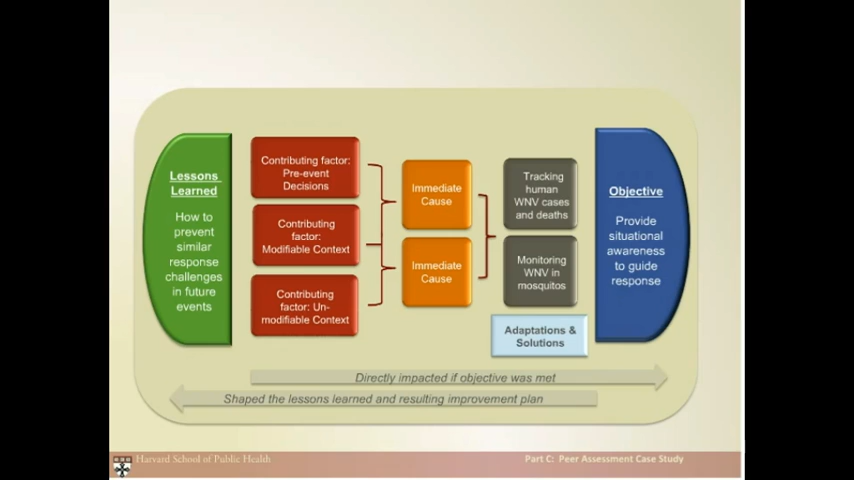 Lessons
Learned
How to
prevent
similar
response
challenges
in future
events
Contributing factor:
Pre-event
Decisions
Contributing
factor:
Modifiable Context
Contributing
factor: Un-
modifiable Context
Immediate
Cause
Immediate
Cause
Tracking
human
WNV cases
and deaths
Monitoring
WNV in
mosquitos
Adaptations &
Solutions
Objective
Provide
situational
awareness
to guide
response
Directly impacted if objective was met
Shaped the lessons learned and resulting improvement plan
Harvard School of Public Health
Part C: Peer Assessment Case Study